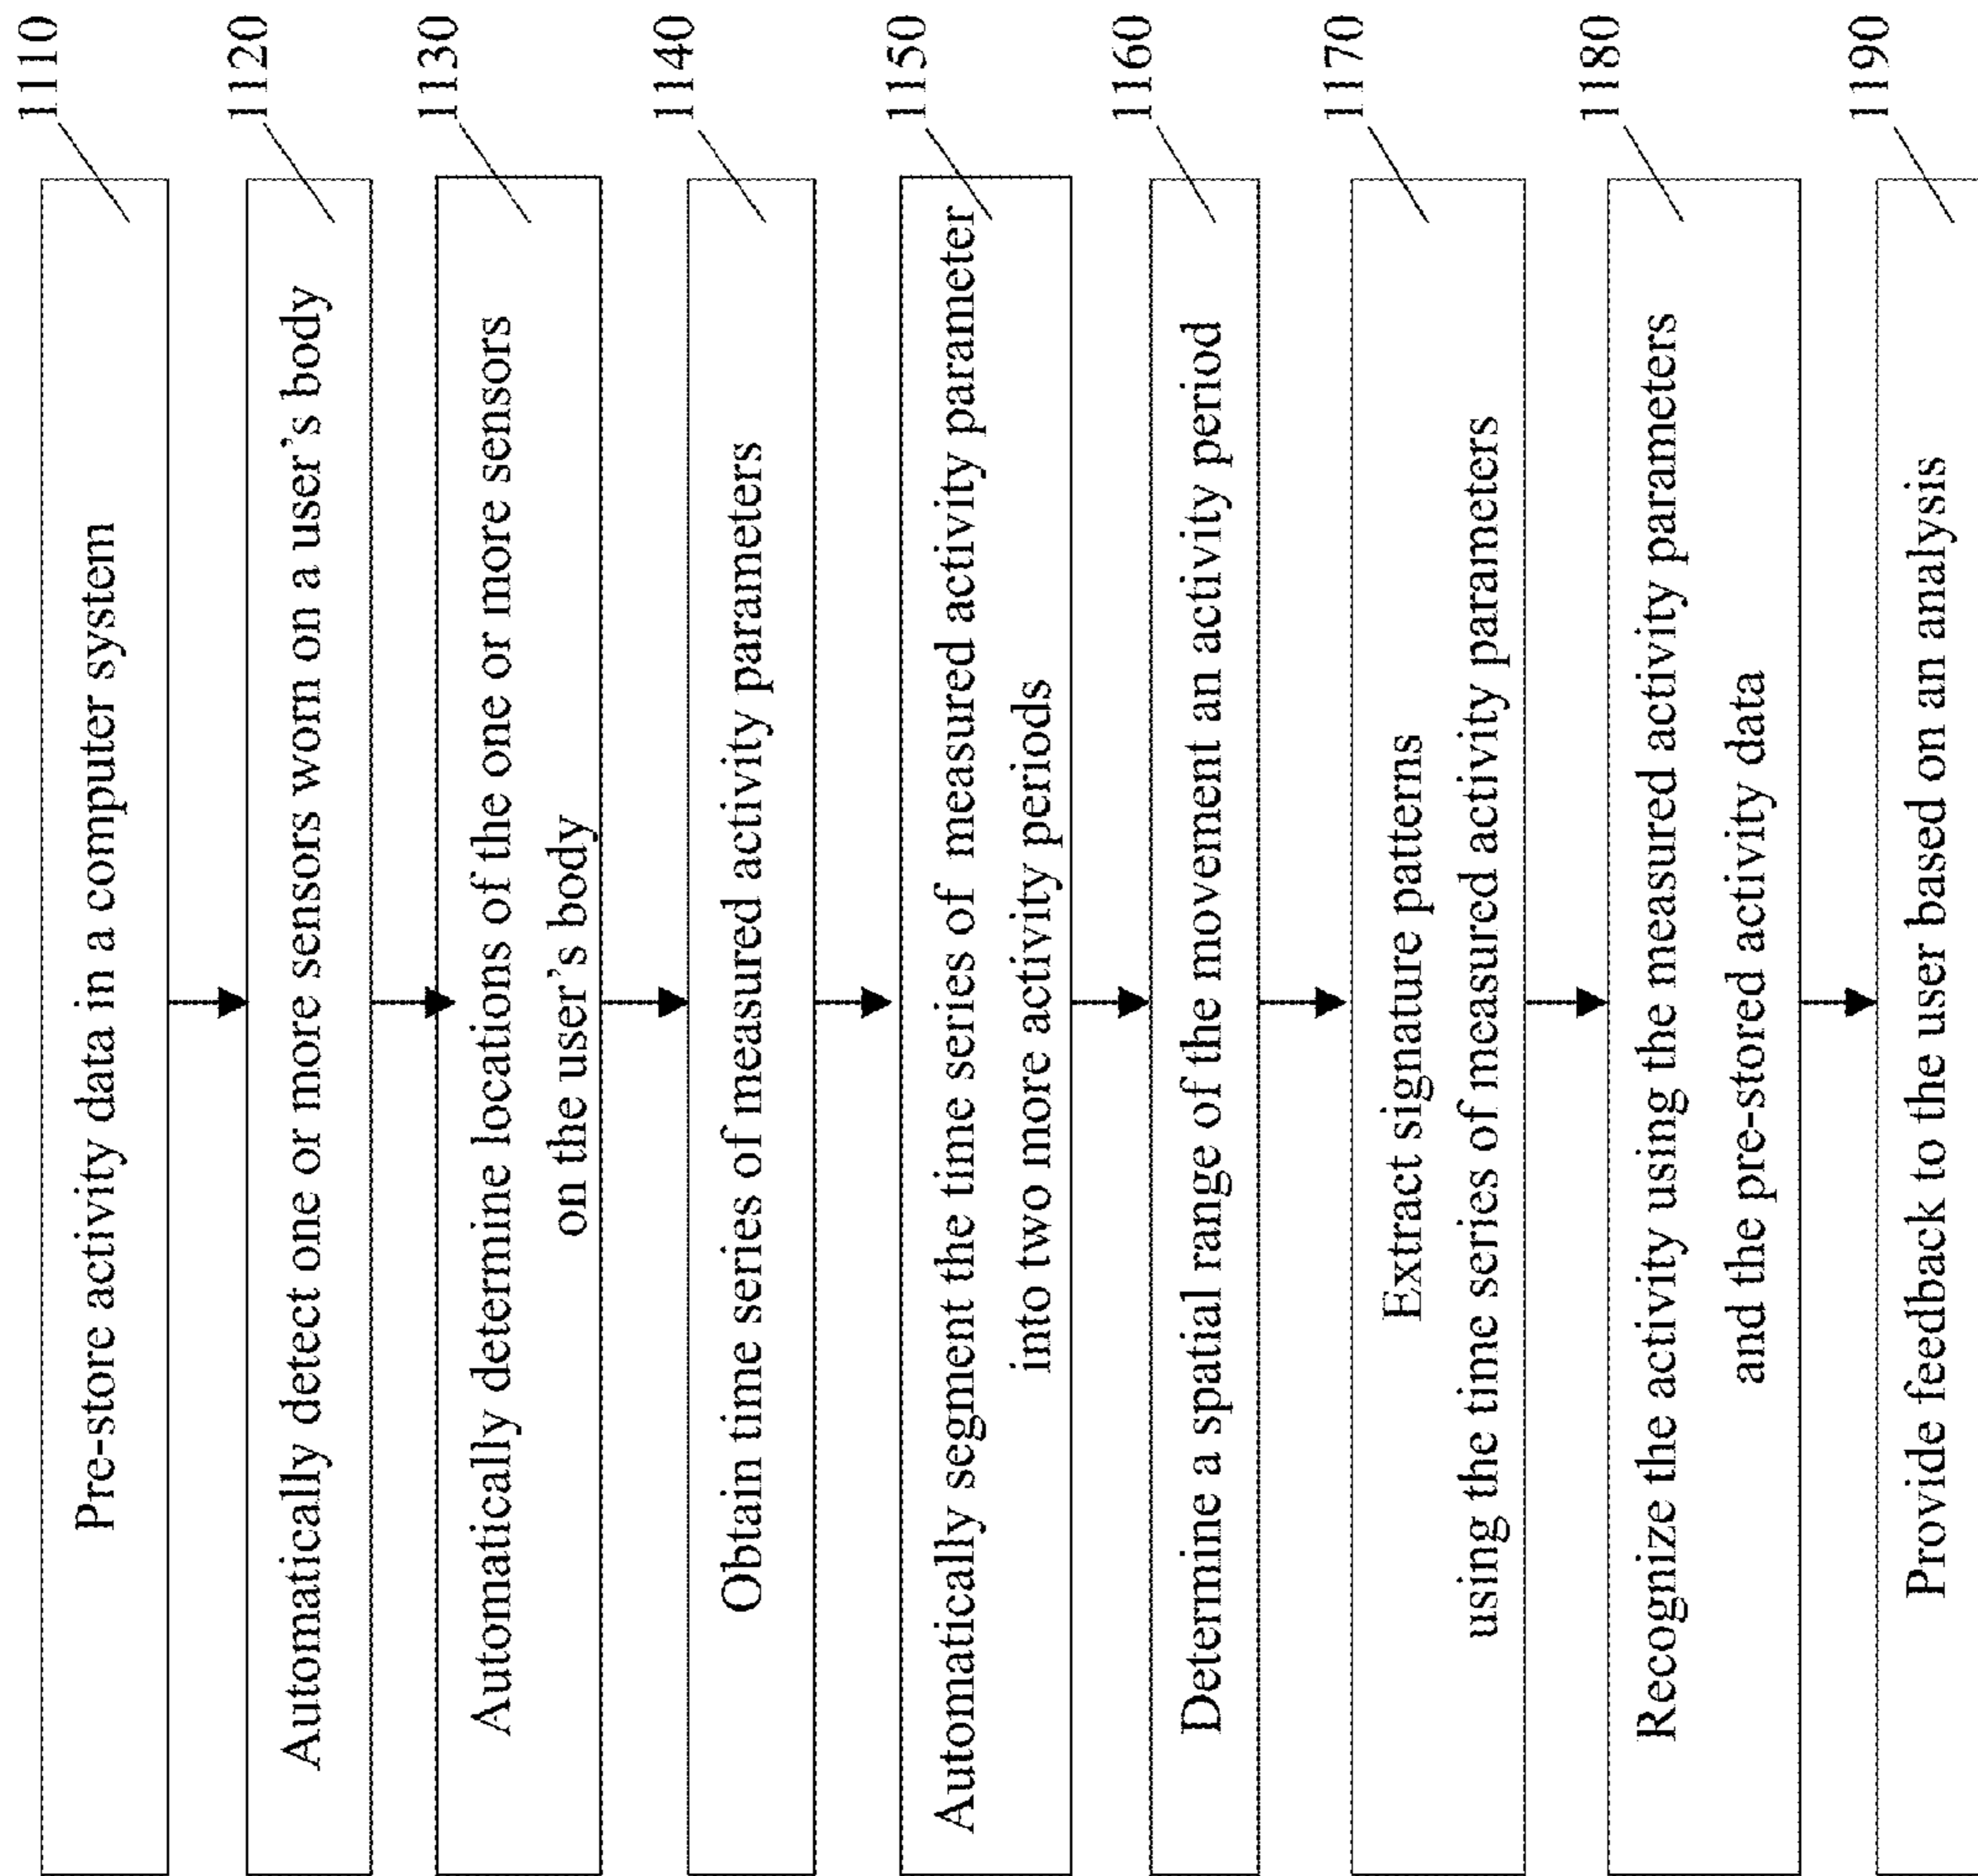 Pre-store activity data in a computer system
1110
Automatically detect one or more sensors worn on a user's body
1120
Automatically determine locations of the one or more sensors
on the user's body
1130
Obtain time series of measured activity parameters
1140
Automatically segment the time series of measured activity parameter
into two more activity periods
1150
Determine a spatial range of the movement an activity period
1160
Extract signature patterns
using the time series of measured activity parameters
1170
Recognize the activity using the measured activity parameters
and the pre-stored activity data
1180
Provide feedback to the user based on an analysis
1190